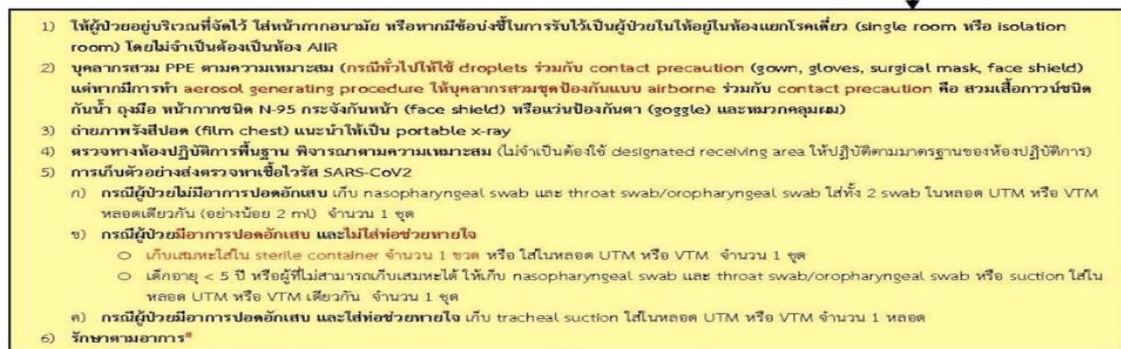 1) ให้ผู้ป่วยอยู่บริเวณที่จัดไว้ ใส่หน้ากากอนามัย หรือหากมีข้อบ่งชี้ในการรับไว้เป็นผู้ป่วยในให้อยู่ในห้องแยกโรคเดี่ยว (single room หรือ isolation
room) โดยไม่จำเป็นต้องเป็นห้อง AIIR
2) บุคลากรสวม PPE ตามความเหมาะสม (กรณีทั่วไปให้ใช้ droplets ร่วมกับ contact precaution (gown, gloves, surgical mask, face shield)
แต่หากมีการทำ aerosol generating procedure ให้บุคลากรสวมชุดป้องกันแบบ airborne ร่วมกับ contact precaution คือ สวมเสื้อกาวน์ชนิด
กันน้ำ ถุงมือ หน้ากากชนิด N-95 กระจังกันหน้า (face shield) หรือแว่นป้องกันตา (goggle) และหมวกคลุมผม)
3) ถ่ายภาพรังสีปอด (film chest) แนะนำให้เป็น portable x-ray
4) ตรวจทางห้องปฏิบัติการพื้นฐาน พิจารณาตามความเหมาะสม (ไม่จำเป็นต้องใช้ designated receiving area ให้ปฏิบัติตามมาตรฐานของห้องปฏิบัติการ)
5) การเก็บตัวอย่างส่งตรวจหาเชื้อไวรัส SARS-CoV2
ก) กรณีผู้ป่วยไม่มีอาการปอดอักเสบ เก็บ nasopharyngeal swab และ throat swab/oropharyngeal swab ใส่ทั้ง 2 swab ในหลอด UTM หรือ VTM
หลอดเดียวกัน (อย่างน้อย 2 ml) จำนวน 1 ชุด
ข) กรณีผู้ป่วยมีอาการปอดอักเสบ และไม่ใส่ท่อช่วยหายใจ
○ เก็บเสมหะใส่ใน sterile container จำนวน 1 ขวด หรือ ใส่ในหลอด UTM หรือ VTM จำนวน 1 ชุด
○ เด็กอายุ < 5 ปี หรือผู้ที่ไม่สามารถเก็บเสมหะได้ ให้เก็บ nasopharyngeal swab และ throat swab/oropharyngeal swab หรือ suction ใส่ใน
หลอด UTM หรือ VTM เดียวกัน จำนวน 1 ชุด
ค) กรณีผู้ป่วยมีอาการปอดอักเสบ และใส่ท่อช่วยหายใจ เก็บ tracheal suction ใส่ในหลอด UTM หรือ VTM จำนวน 1 หลอด
6) รักษาตามอาการ#